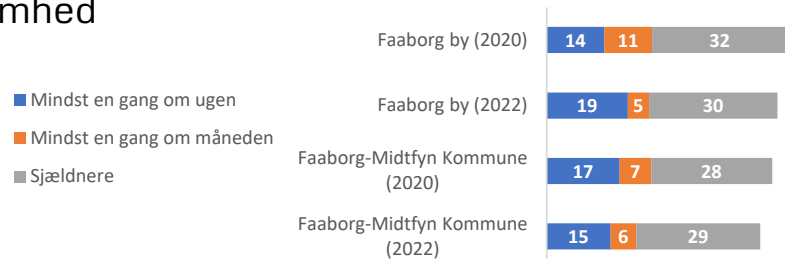 Faaborg by (2020)
14 11 32
Mindst en gang om ugen
Mindst en gang om måneden
Sjældnere
Faaborg by (2022)
19 5 30
Faaborg-Midtfyn Kommune
(2020)
17 7 28
Faaborg-Midtfyn Kommune
(2022)
15 6 29